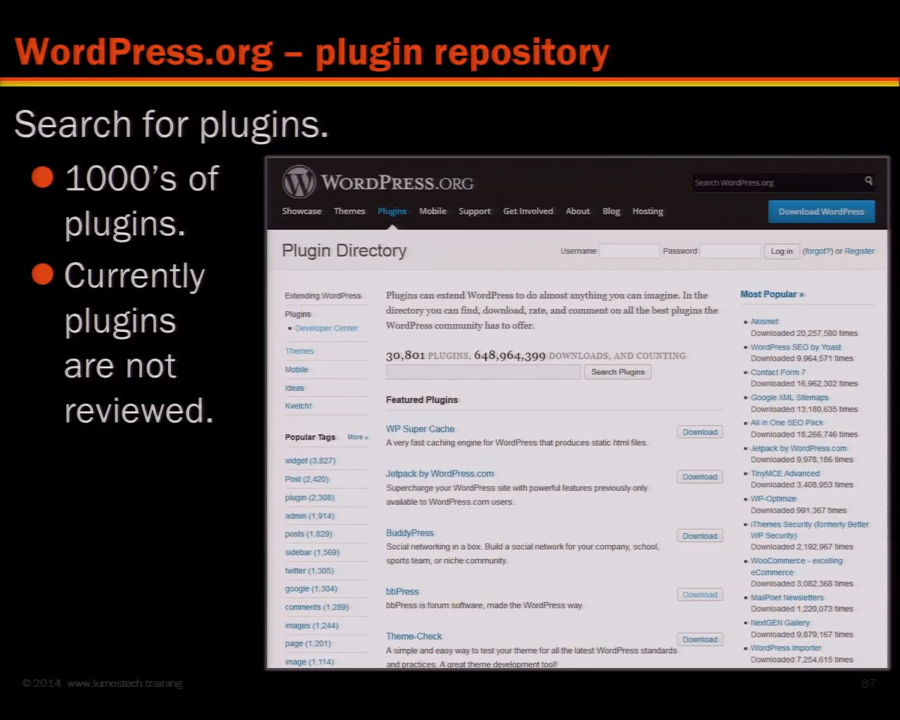 WordPress.org – plugin repository
Search for plugins.
1000's of
plugins.
Currently
plugins
are not
reviewed.
WORDPRESS.ORG
Search WordPress.org
Showcase Themes Plugins Mobile Support Get Involved About Blog Hosting Download WordPress
Plugin Directory
Username Password Log in (forgot?) or Register
Extending WordPress
Plugins
Developer Center
Themes
Mobile
Ideas
Kvetch!
Popular Tags More »
widget (3,827)
Post (2,420)
plugin (2,308)
admin (1,914)
posts (1,829)
sidebar (1,569)
twitter (1,305)
google (1,304)
comments (1,289)
images (1,244)
page (1,201)
image (1,114)
Plugins can extend WordPress to do almost anything you can imagine. In the
directory you can find, download, rate, and comment on all the best plugins the
WordPress community has to offer.
30,801 PLUGINS, 648,964,399 DOWNLOADS, AND COUNTING
Search Plugins
Featured Plugins
WP Super Cache
Download
A very fast caching engine for WordPress that produces static html files.
Jetpack by WordPress.com
Download
Supercharge your WordPress site with powerful features previously only
available to WordPress.com users.
BuddyPress
Download
Social networking in a box. Build a social network for your company, school,
sports team, or niche community.
bbPress
Download
bbPress is forum software, made the WordPress way
Theme-Check
Download
A simple and easy way to test your theme for all the latest WordPress standards
and practices. A great theme development tool!
Most Popular »
Akismet
Downloaded 20,257,580 times
WordPress SEO by Yoast
Downloaded 9,964,571 times
Contact Form 7
Downloaded 16,962,302 times
Google XML Sitemaps
Downloaded 13,180,635 times
All in One SEO Pack
Downloaded 18,266,746 times
Jetpack by WordPress.com
Downloaded 9,978,186 times
TinyMCE Advanced
Downloaded 3,408,953 times
WP-Optimize
Downloaded 991,367 times
iThemes Security (formerly Better
WP Security)
Downloaded 2,192,967 times
WooCommerce - excelling
eCommerce
Downloaded 3,082,368 times
MailPoet Newsletters
Downloaded 1,220,073 times
NextGEN Gallery
Downloaded 9,879,167 times
WordPress Importer
Downloaded 7,254,615 times
© 2014 www.lumostech.training
87